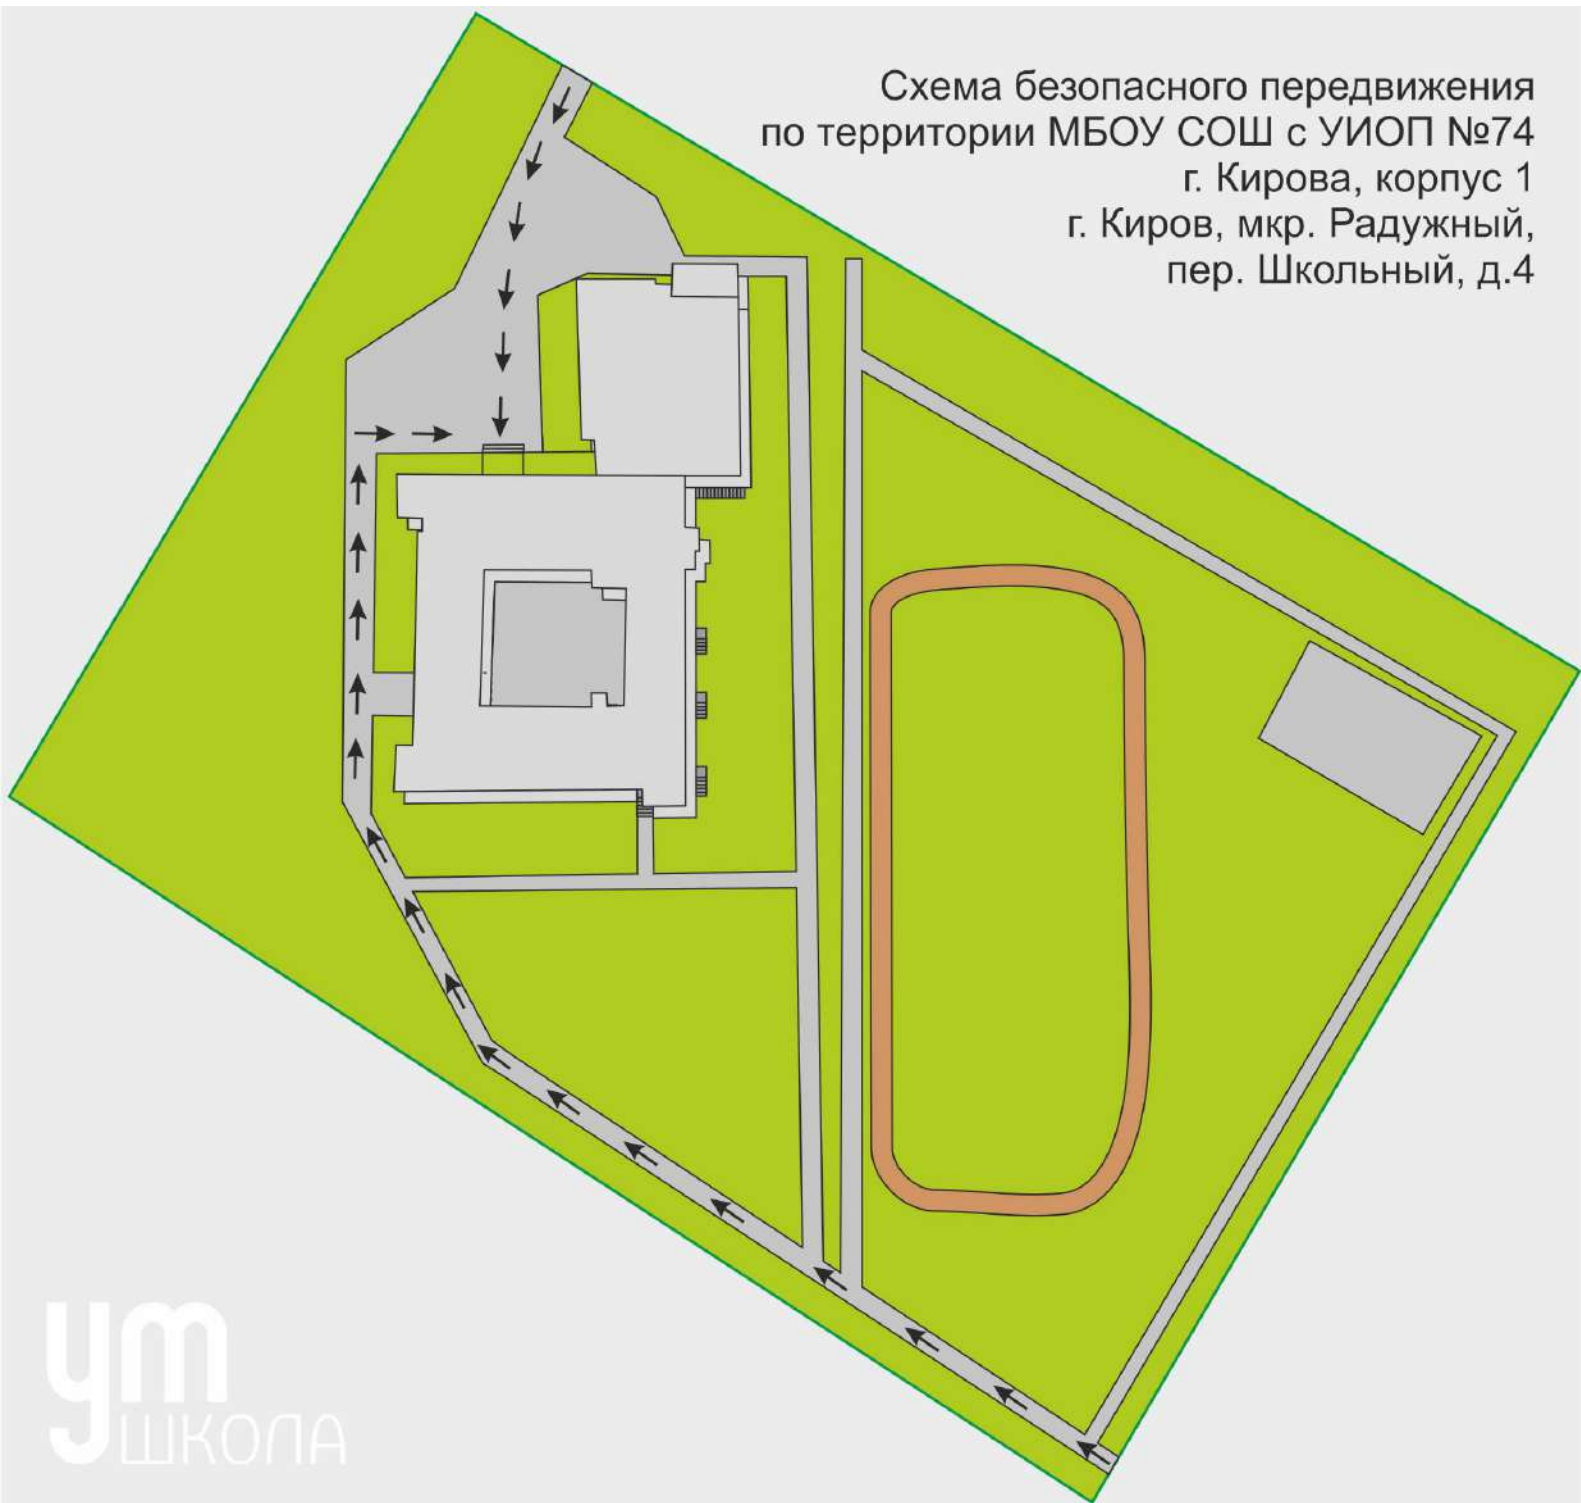 Схема безопасного передвижения
по территории МБОУ СОШ с УИОП №74
г. Кирова, корпус 1
г. Киров, мкр. Радужный,
пер. Школьный, д.4
ум
школа